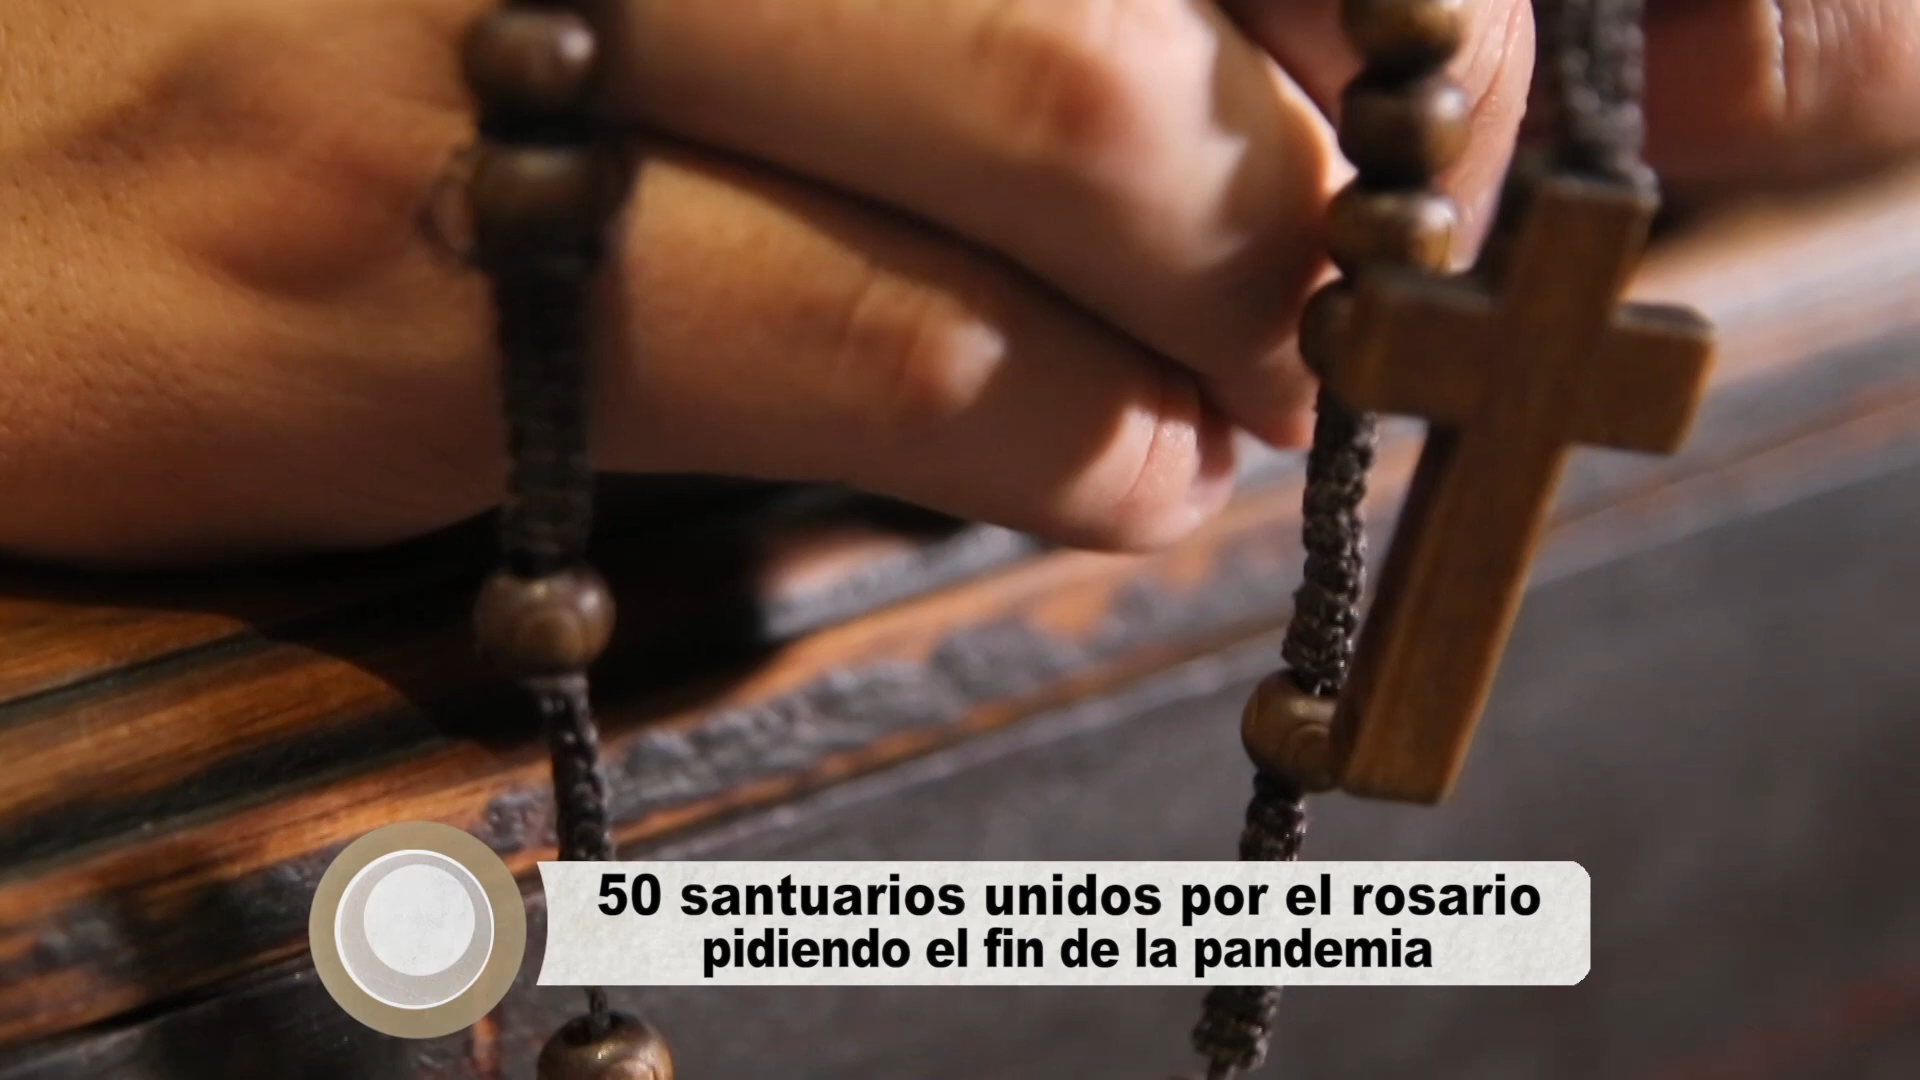 50 santuarios unidos por el rosario
pidiendo el fin de la pandemia